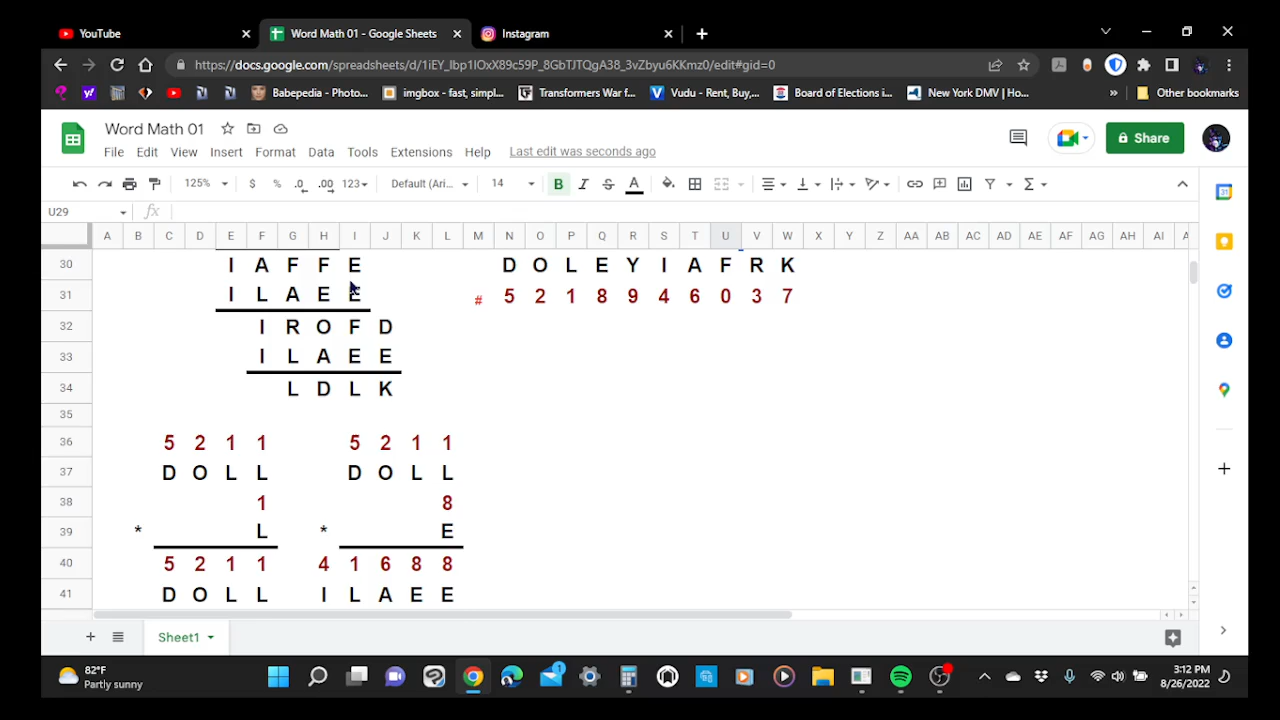 YouTube
Word Math 01 - Google Sheets
Instagram
https://docs.google.com/spreadsheets/d/1iEY_Ibp1IOxX89c59P_8GbTJTQgA38_3vZbyu6KKmz0/edit#gid=0
Babepedia - Photo...
imgbox - fast, simpl...
Transformers War f...
Vudu - Rent, Buy,...
Board of Elections i...
New York DMV | Ho...
»
Other bookmarks
Word Math 01
Share
File Edit View Insert Format Data Tools Extensions Help Last edit was seconds ago
125% $ % .0 .00 123 Default (Ari... 14 B I S A
U29 fx
A B C D E F G H I J K L M N O P Q R S T U V W X Y Z AA AB AC AD AE AF AG AH AI
30 I A F F E D O L E Y I A F R K
31 I L A E E # 5 2 1 8 9 4 6 0 3 7
32 I R O F D
33 I L A E E
34 L D L K
35
36 5 2 1 1 5 2 1 1
37 D O L L D O L L
38 1 8
39 * L * E
40 5 2 1 1 4 1 6 8 8
41 D O L L I L A E E
Sheet1
82°F
Partly sunny
3:12 PM
8/26/2022